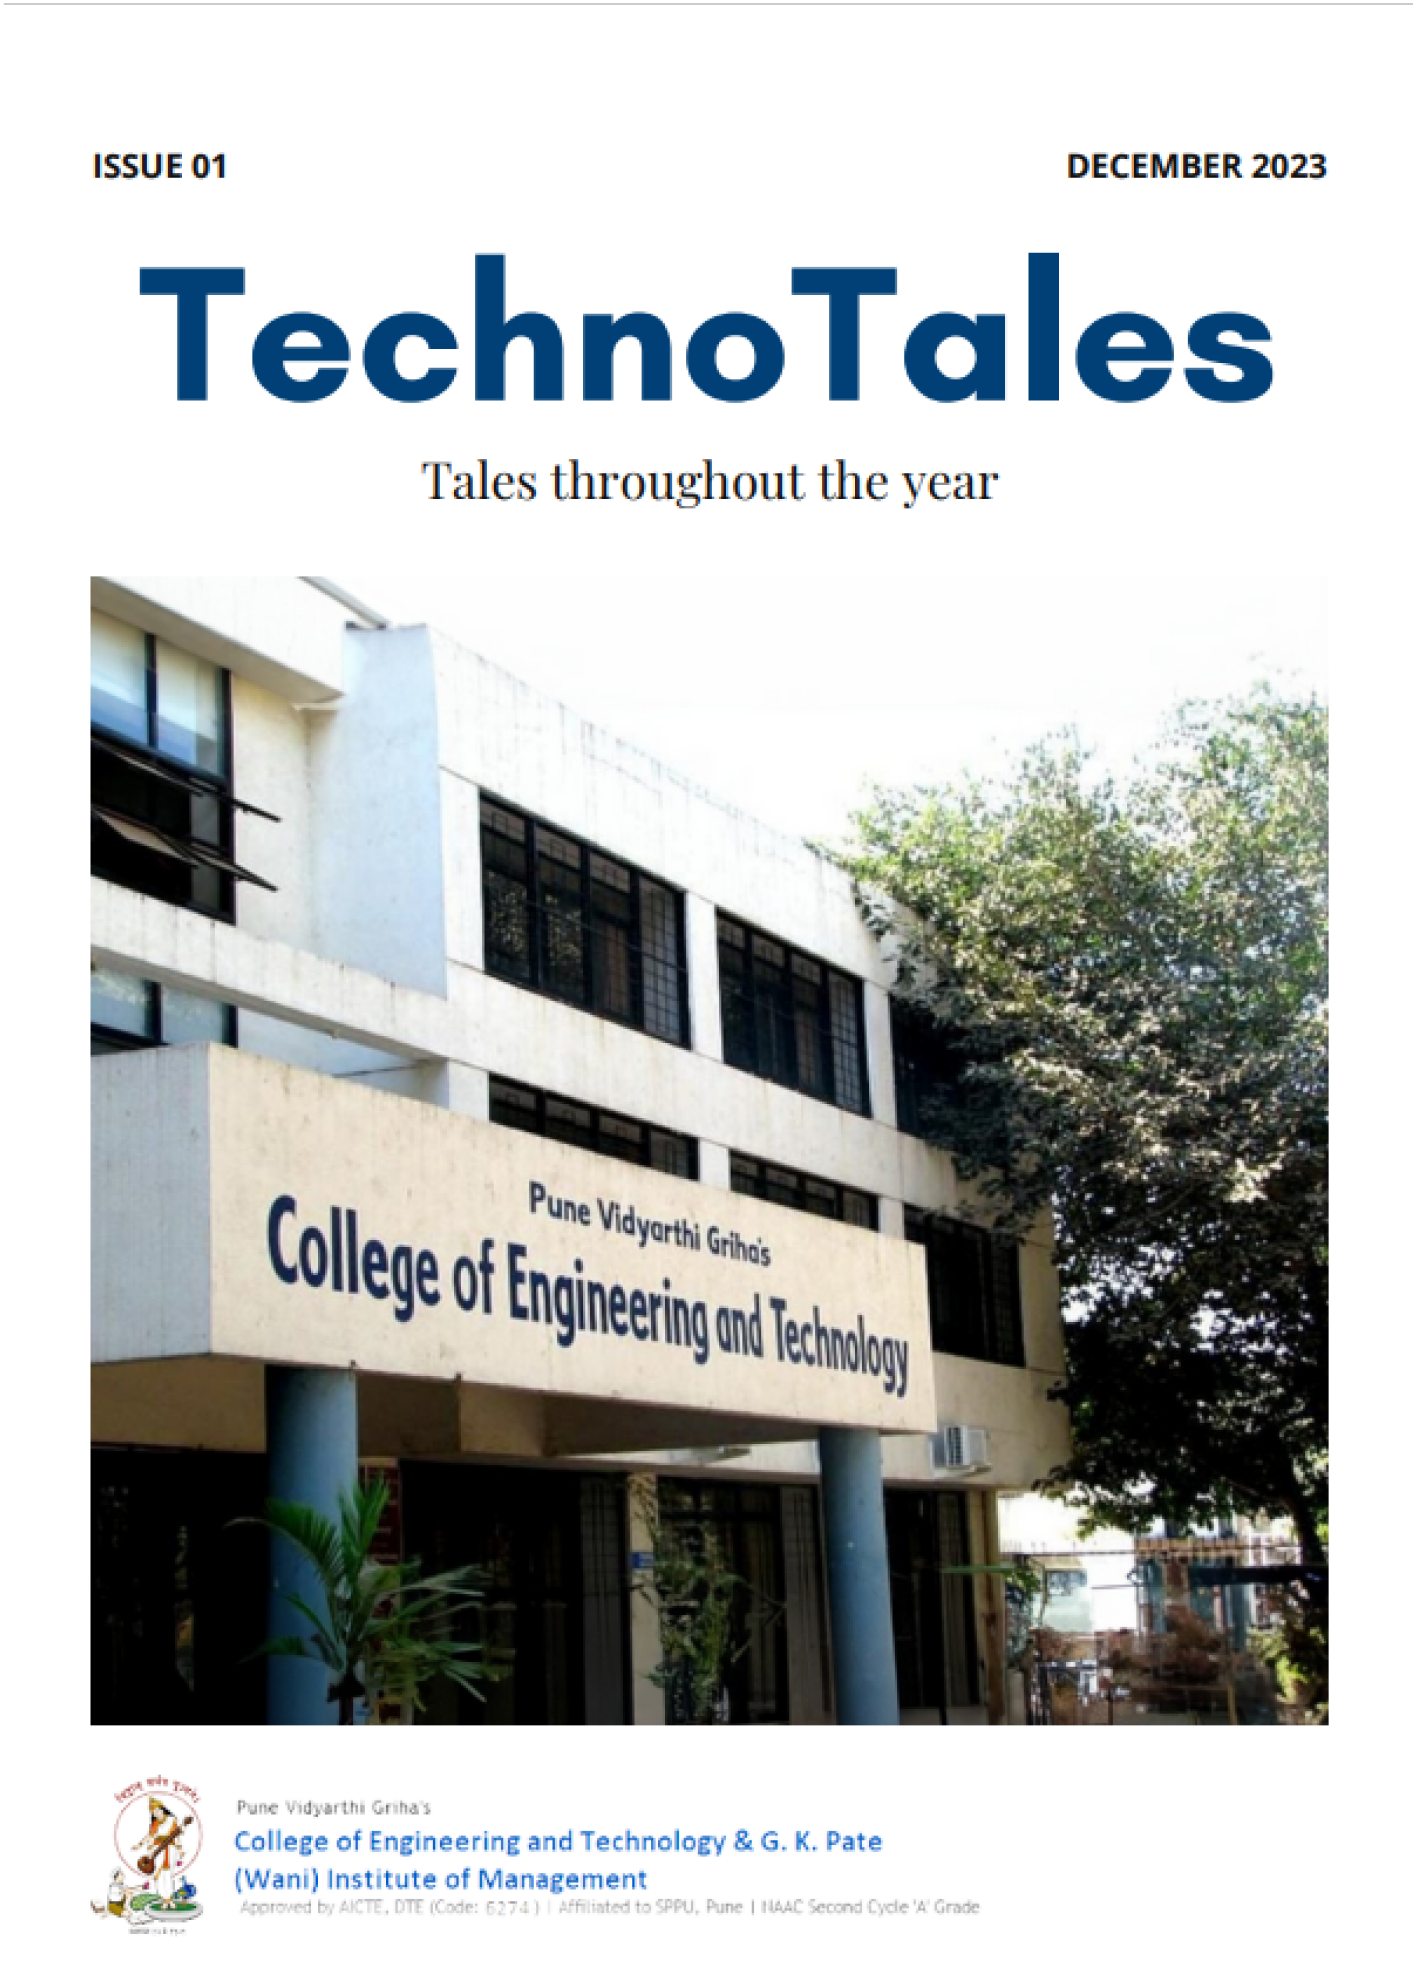 ISSUE 01
DECEMBER 2023
TechnoTales
Tales throughout the year
Pune Vidyarthi Griha's
College of Engineering and Technology
Pune Vidyarthi Griha's
College of Engineering and Technology & G. K. Pate
(Wani) Institute of Management
Approved by AICTE, DTE (Code: 6274) | Affiliated to SPPU, Pune | NAAC Second Cycle 'A' Grade